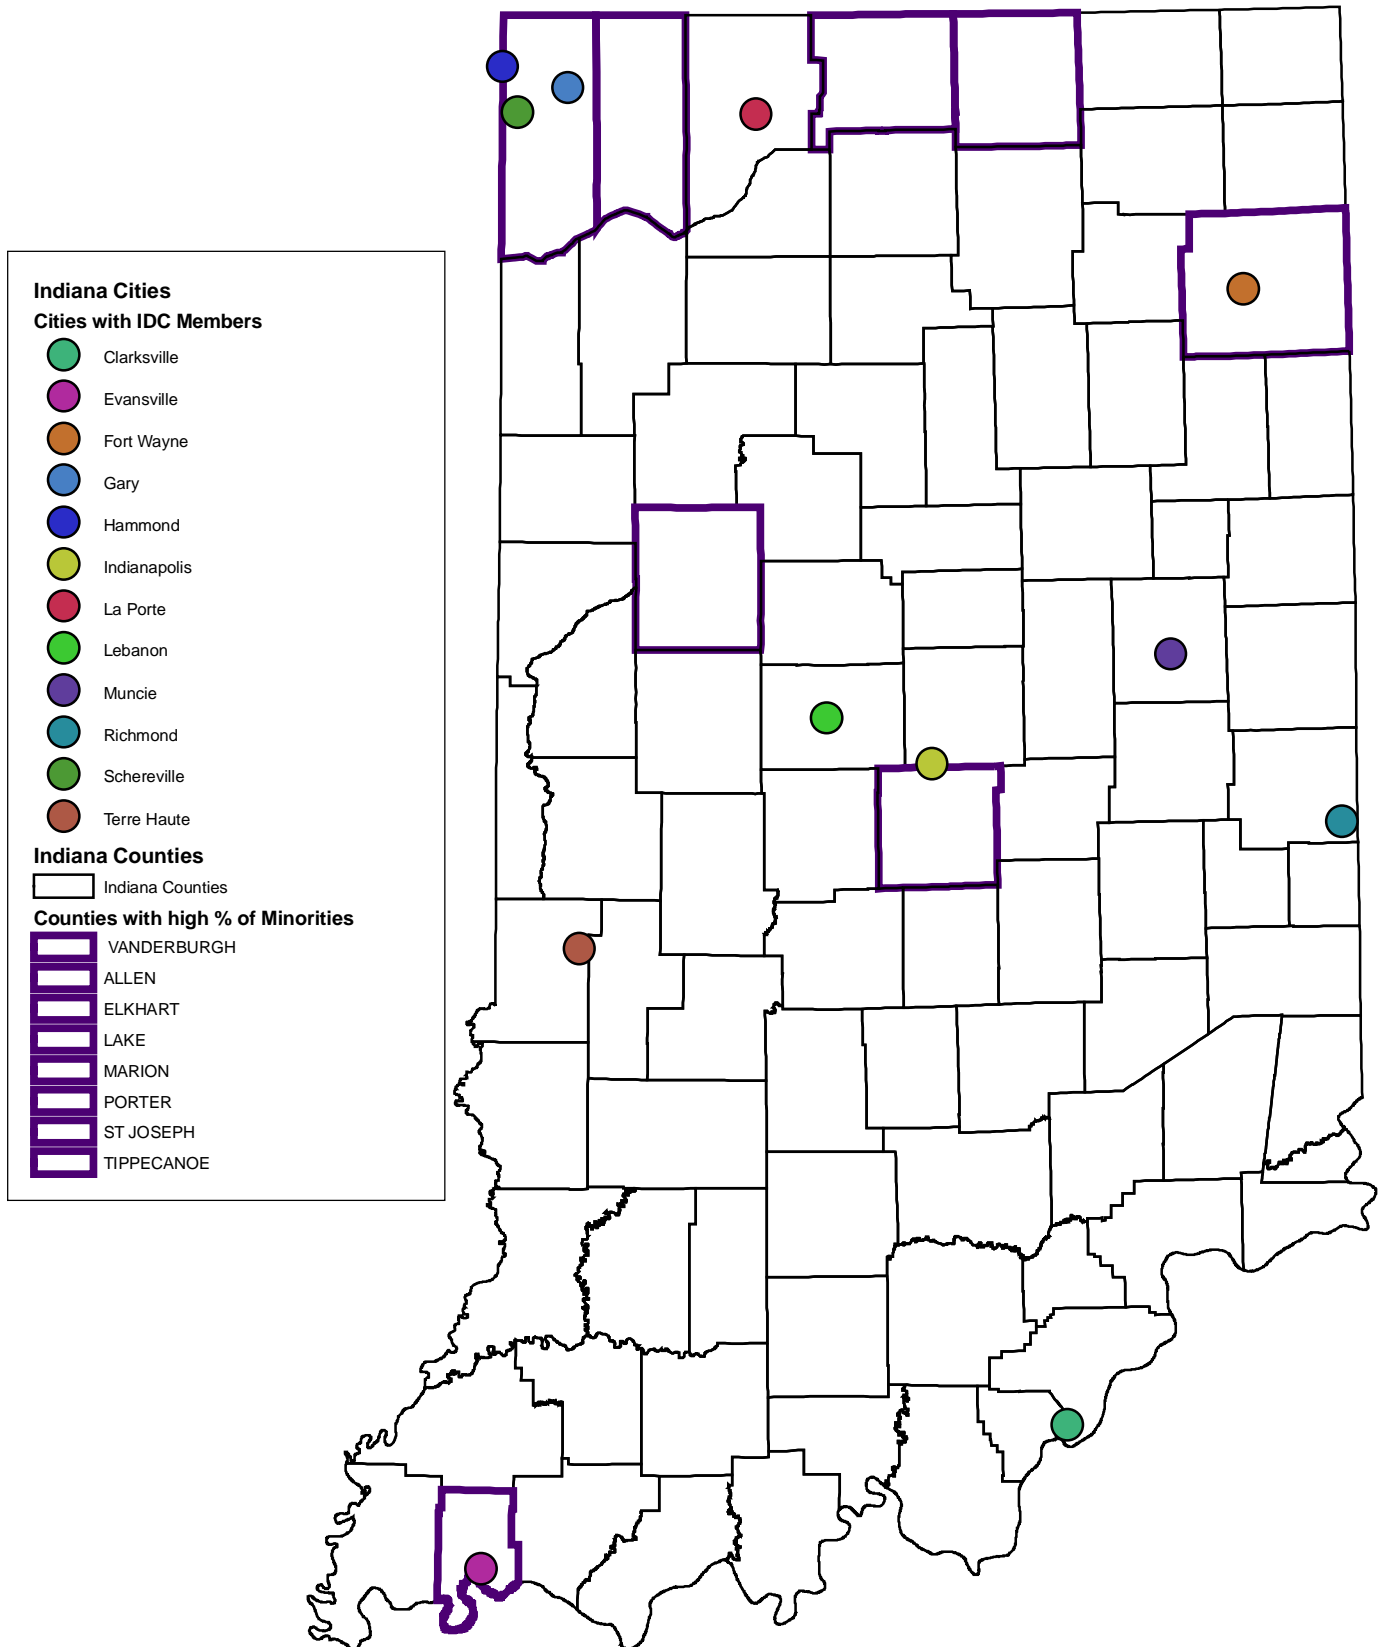 Indiana Cities
Cities with IDC Members
Clarksville
Evansville
Fort Wayne
Gary
Hammond
Indianapolis
La Porte
Lebanon
Muncie
Richmond
Schereville
Terre Haute
Indiana Counties
Indiana Counties
Counties with high % of Minorities
VANDERBURGH
ALLEN
ELKHART
LAKE
MARION
PORTER
ST JOSEPH
TIPPECANOE